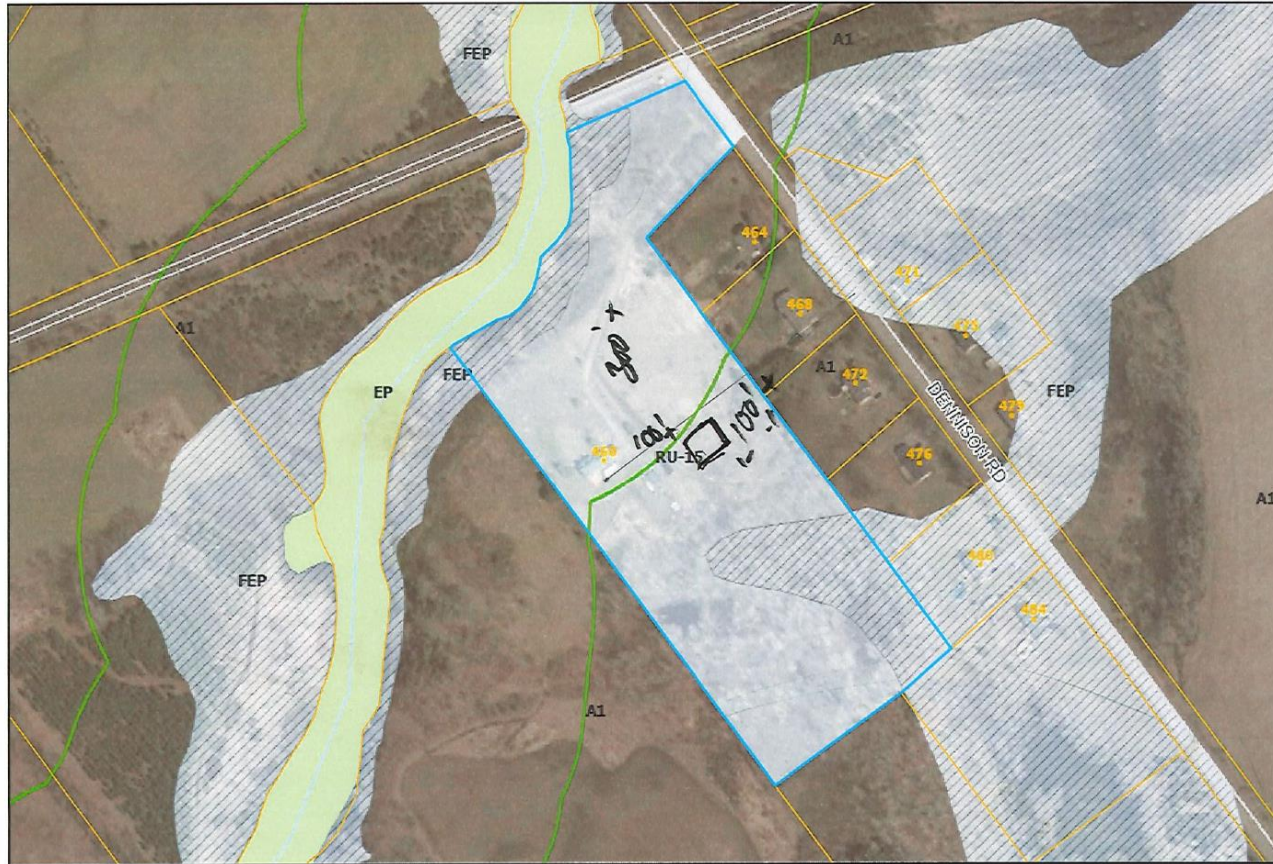 FEP
A1
464
471
468
473
A1
300' +
A1
472
EP
FEP
FEP
DENNISON RD
100' +
100' +
RU-15
476
A1
480
FEP
484
A1